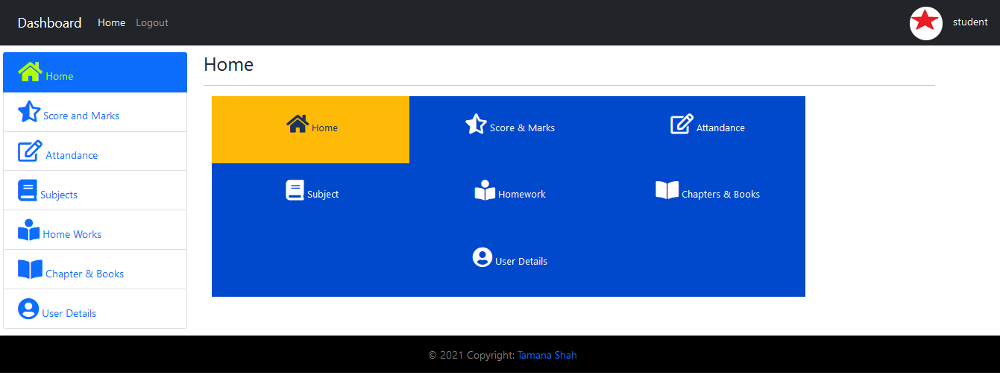 Dashboard Home Logout student
Home
Score and Marks
Attandance
Subjects
Home Works
Chapter & Books
User Details
Home
Home Score & Marks Attandance
Subject Homework Chapters & Books
User Details
© 2021 Copyright: Tamana Shah